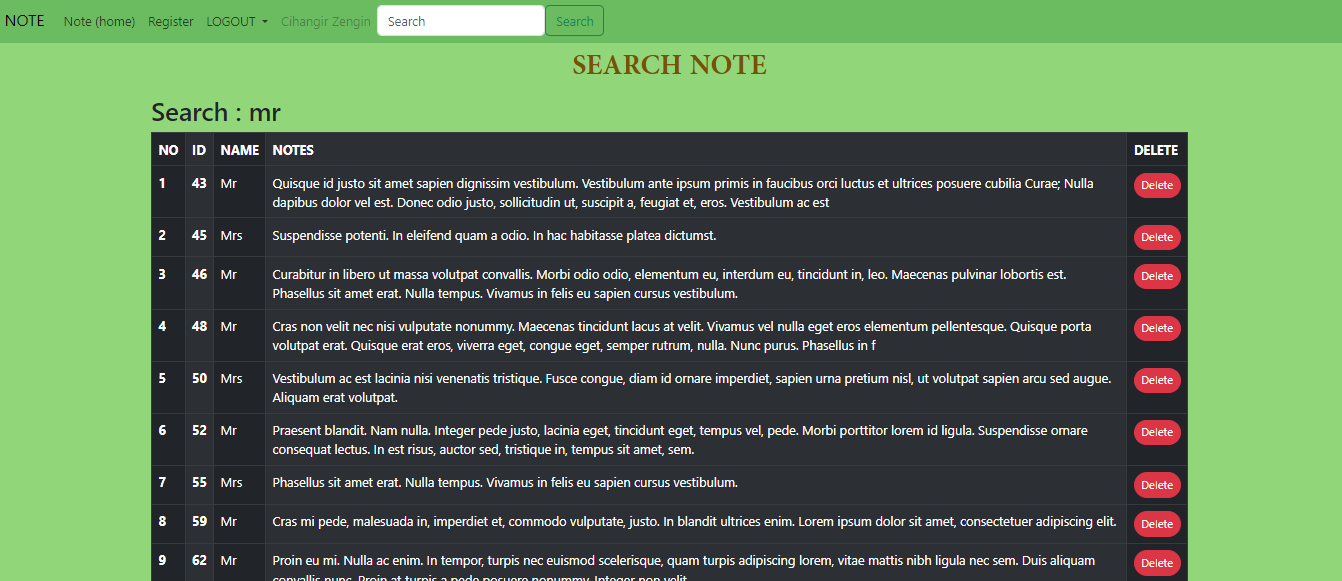 NOTE Note (home) Register LOGOUT Cihangir Zengin Search Search
SEARCH NOTE
Search : mr
NO ID NAME NOTES DELETE
1 43 Mr Quisque id justo sit amet sapien dignissim vestibulum. Vestibulum ante ipsum primis in faucibus orci luctus et ultrices posuere cubilia Curae; Nulla Delete
dapibus dolor vel est. Donec odio justo, sollicitudin ut, suscipit a, feugiat et, eros. Vestibulum ac est
2 45 Mrs Suspendisse potenti. In eleifend quam a odio. In hac habitasse platea dictumst. Delete
3 46 Mr Curabitur in libero ut massa volutpat convallis. Morbi odio odio, elementum eu, interdum eu, tincidunt in, leo. Maecenas pulvinar lobortis est. Delete
Phasellus sit amet erat. Nulla tempus. Vivamus in felis eu sapien cursus vestibulum.
4 48 Mr Cras non velit nec nisi vulputate nonummy. Maecenas tincidunt lacus at velit. Vivamus vel nulla eget eros elementum pellentesque. Quisque porta Delete
volutpat erat. Quisque erat eros, viverra eget, congue eget, semper rutrum, nulla. Nunc purus. Phasellus in f
5 50 Mrs Vestibulum ac est lacinia nisi venenatis tristique. Fusce congue, diam id ornare imperdiet, sapien urna pretium nisl, ut volutpat sapien arcu sed augue. Delete
Aliquam erat volutpat.
6 52 Mr Praesent blandit. Nam nulla. Integer pede justo, lacinia eget, tincidunt eget, tempus vel, pede. Morbi porttitor lorem id ligula. Suspendisse ornare Delete
consequat lectus. In est risus, auctor sed, tristique in, tempus sit amet, sem.
7 55 Mrs Phasellus sit amet erat. Nulla tempus. Vivamus in felis eu sapien cursus vestibulum. Delete
8 59 Mr Cras mi pede, malesuada in, imperdiet et, commodo vulputate, justo. In blandit ultrices enim. Lorem ipsum dolor sit amet, consectetuer adipiscing elit. Delete
9 62 Mr Proin eu mi. Nulla ac enim. In tempor, turpis nec euismod scelerisque, quam turpis adipiscing lorem, vitae mattis nibh ligula nec sem. Duis aliquam Delete
convallis nunc. Proin at turpis a pede posuere nonummy. Integer non velit.